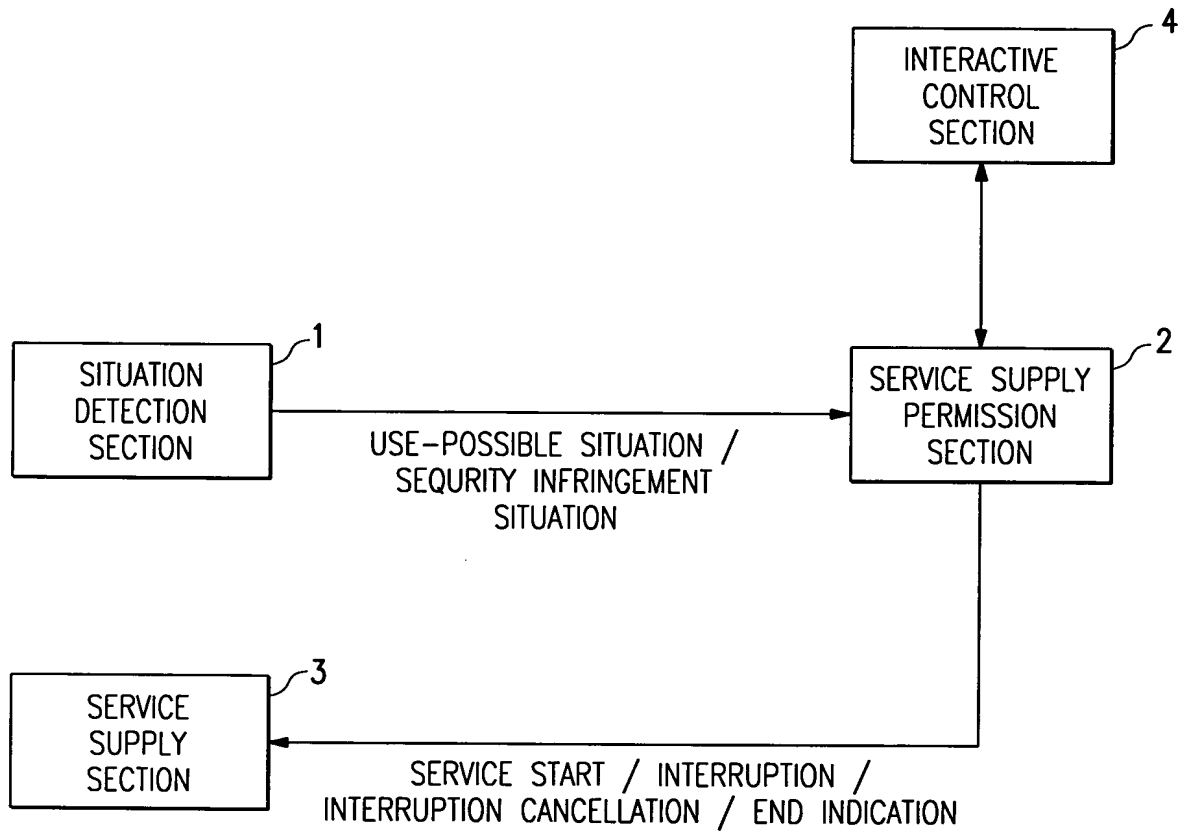 4
INTERACTIVE
CONTROL
SECTION
1
SITUATION
DETECTION
SECTION
2
SERVICE SUPPLY
PERMISSION
SECTION
USE-POSSIBLE SITUATION /
SEQURITY INFRINGEMENT
SITUATION
3
SERVICE
SUPPLY
SECTION
SERVICE START / INTERRUPTION /
INTERRUPTION CANCELLATION / END INDICATION